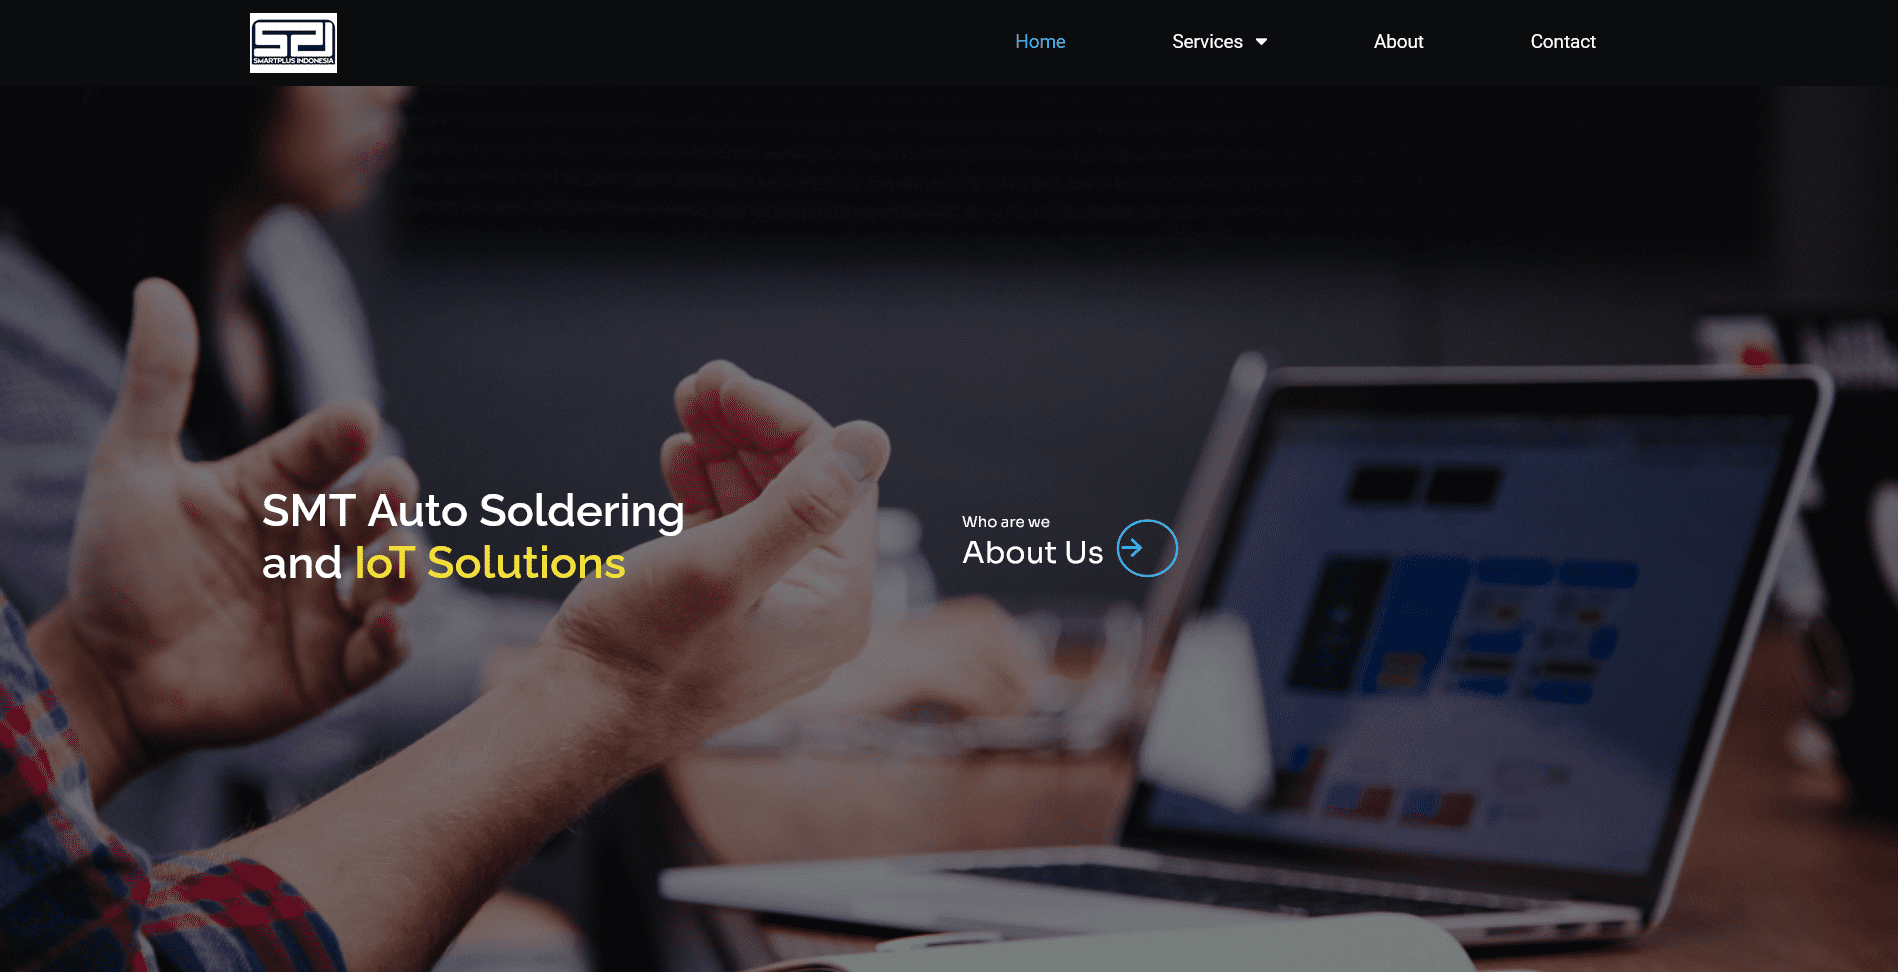 SPI
SMARTPLUS INDONESIA
Home
Services
About
Contact
SMT Auto Soldering
and IoT Solutions
Who are we
About Us